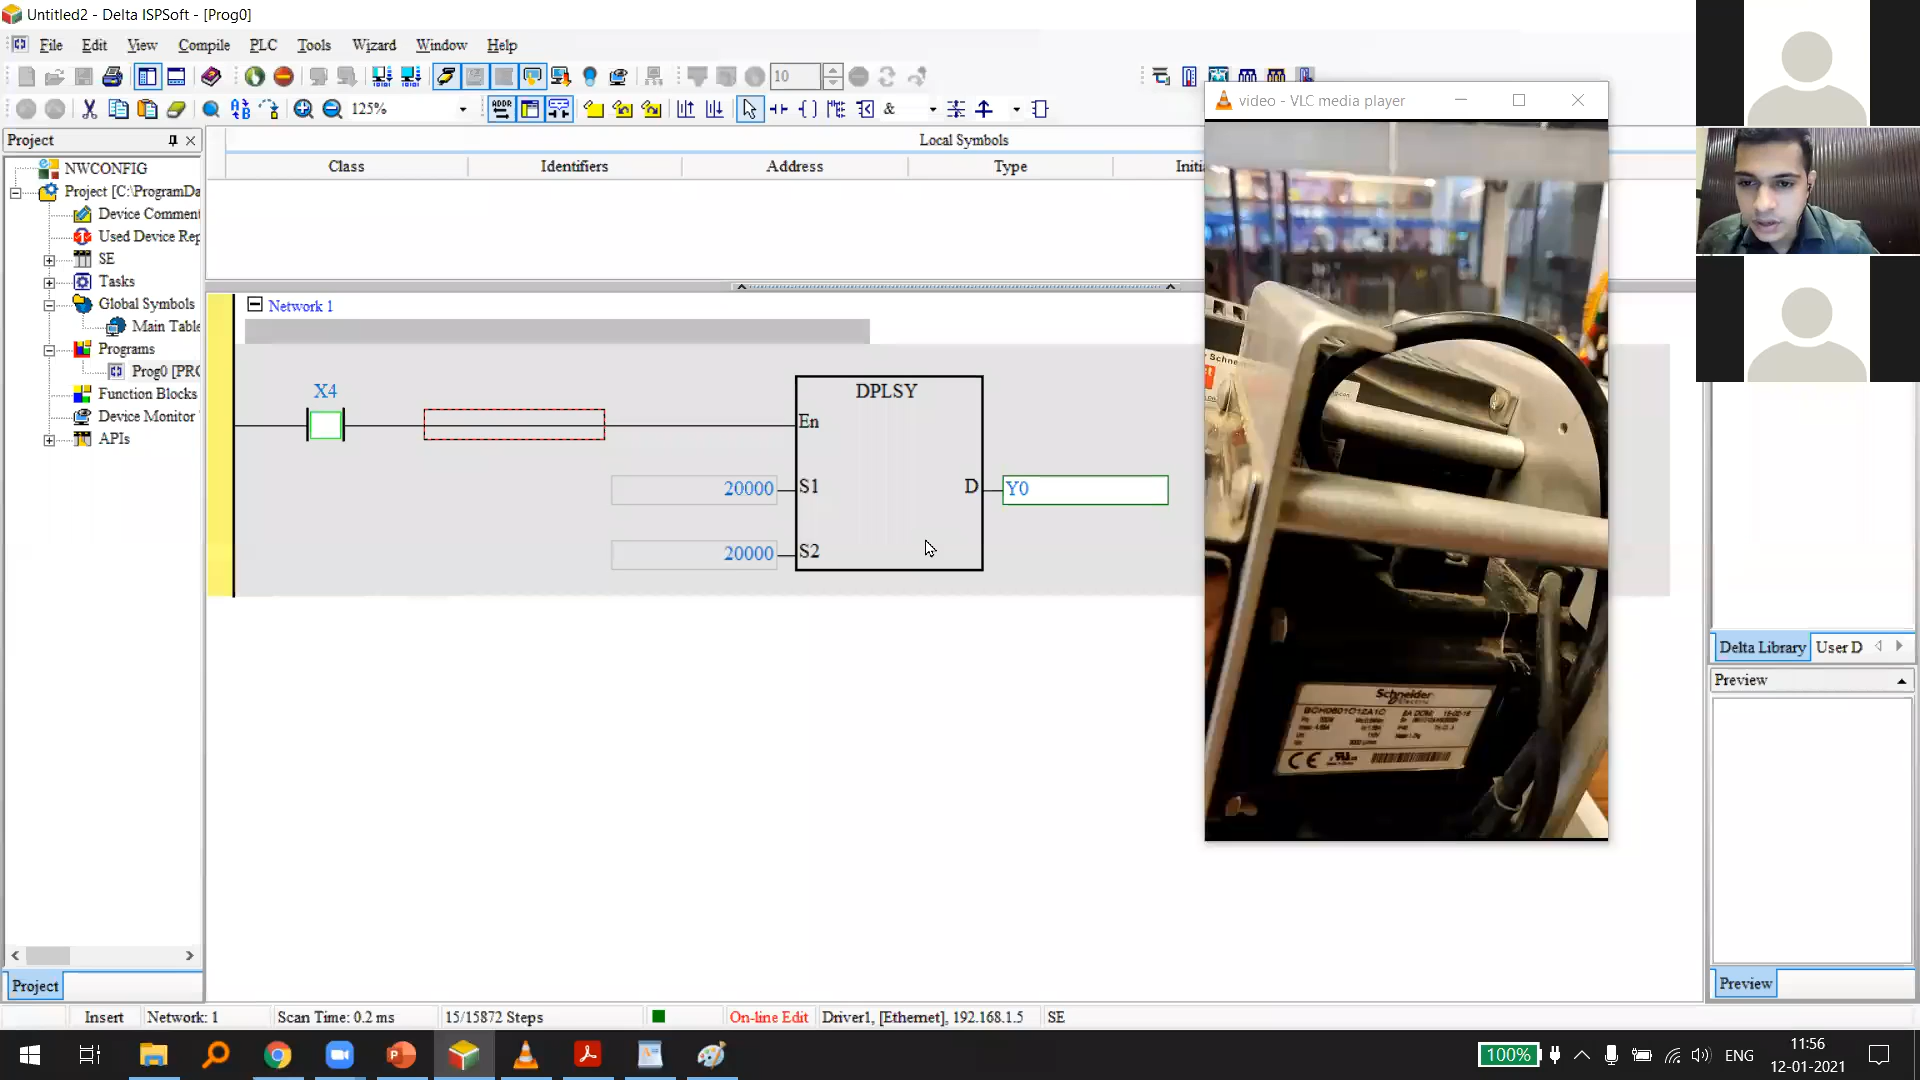 Untitled2 - Delta ISPSoft - [Prog0]
File Edit View Compile PLC Tools Wizard Window Help
10
125%
ADDR
&
video - VLC media player
Project
NWCONFIG
Project [C:\ProgramDa
Device Comment
Used Device Rep
SE
Tasks
Global Symbols
Main Table
Programs
Prog0 [PRC
Function Blocks
Device Monitor
APIs
Project
Local Symbols
Class Identifiers Address Type Initi
Network 1
X4
DPLSY
En
20000 S1 D Y0
20000 S2
Schneider
Electric
BCH0601O12A1C
Delta Library User D
Preview
Preview
Insert Network: 1 Scan Time: 0.2 ms 15/15872 Steps On-line Edit Driver1, [Ethernet], 192.168.1.5 SE
100% ENG
11:56
12-01-2021